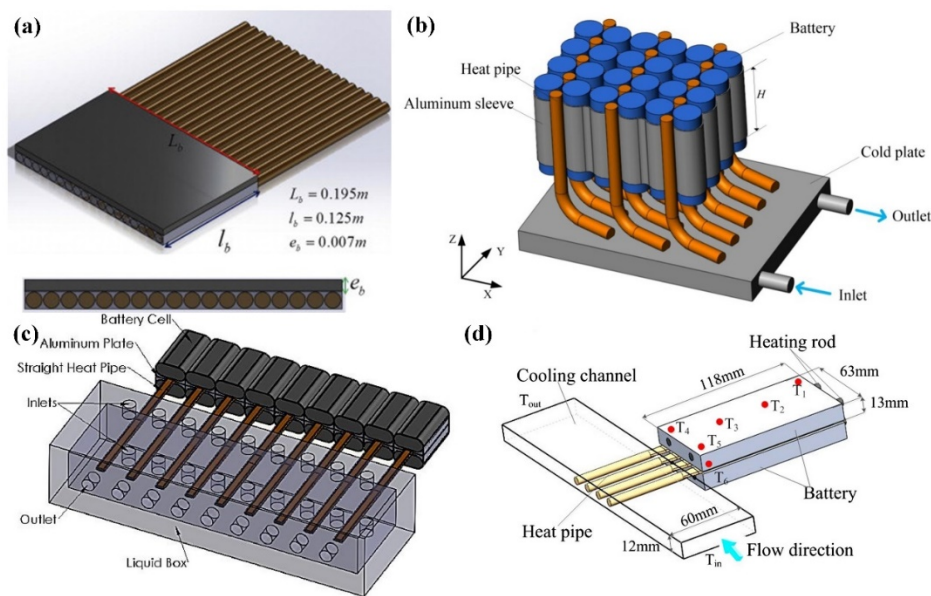 (a)
L_b
L_b = 0.195m
l_b = 0.125m
e_b = 0.007m
l_b
e_b
(b)
Battery
Heat pipe
Aluminum sleeve
H
Cold plate
Outlet
Inlet
Z
Y
X
(c)
Battery Cell
Aluminum Plate
Straight Heat Pipe
Inlets
Outlet
Liquid Box
(d)
Heating rod
Cooling channel
T_out
118mm
63mm
13mm
T_1
T_2
T_3
T_4
T_5
T_6
Battery
60mm
Heat pipe
12mm
T_in
Flow direction